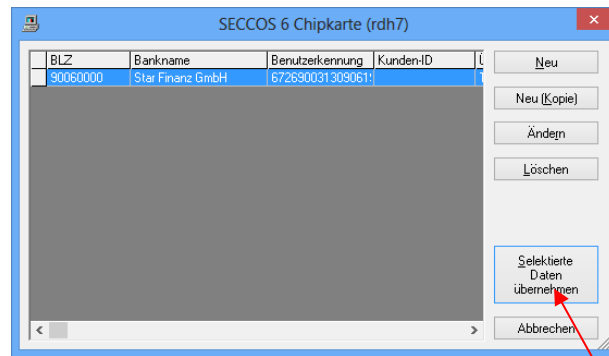 SECCOS 6 Chipkarte (rdh7)
BLZ Bankname Benutzerkennung Kunden-ID
90060000 Star Finanz GmbH
Neu
Neu (Kopie)
Ändern
Löschen
Selektierte
Daten
übernehmen
Abbrechen